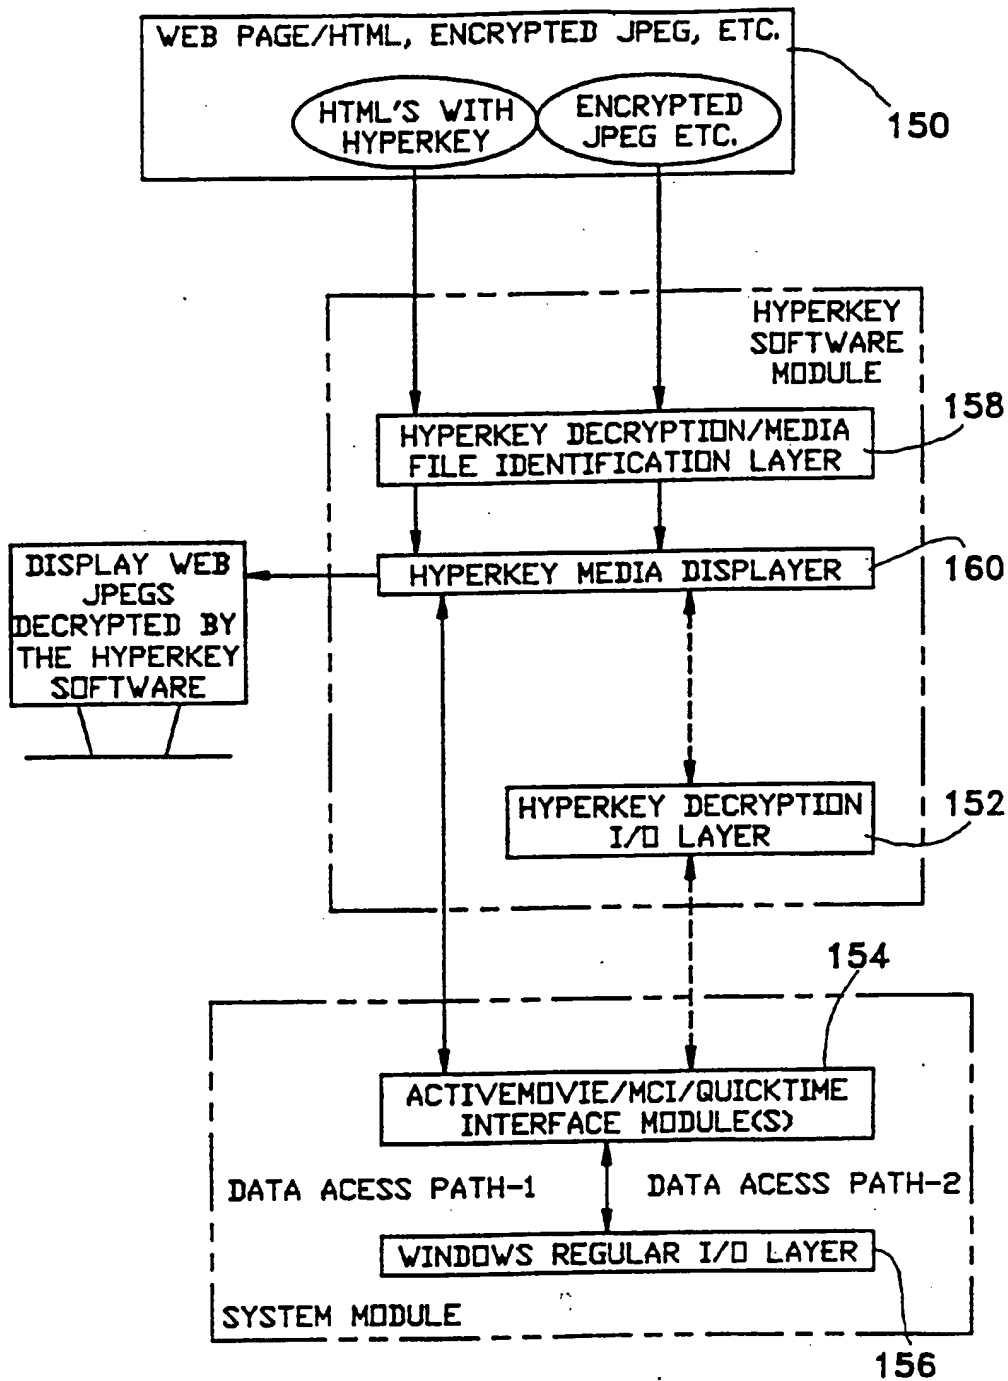 WEB PAGE/HTML, ENCRYPTED JPEG, ETC.
HTML'S WITH
HYPERKEY
ENCRYPTED
JPEG ETC.
150
HYPERKEY
SOFTWARE
MODULE
158
HYPERKEY DECRYPTION/MEDIA
FILE IDENTIFICATION LAYER
DISPLAY WEB
JPEGS
DECRYPTED BY
THE HYPERKEY
SOFTWARE
HYPERKEY MEDIA DISPLAYER
160
HYPERKEY DECRYPTION
I/O LAYER
152
154
ACTIVEMOVIE/MCI/QUICKTIME
INTERFACE MODULE(S)
DATA ACESS PATH-1
DATA ACESS PATH-2
WINDOWS REGULAR I/O LAYER
SYSTEM MODULE
156